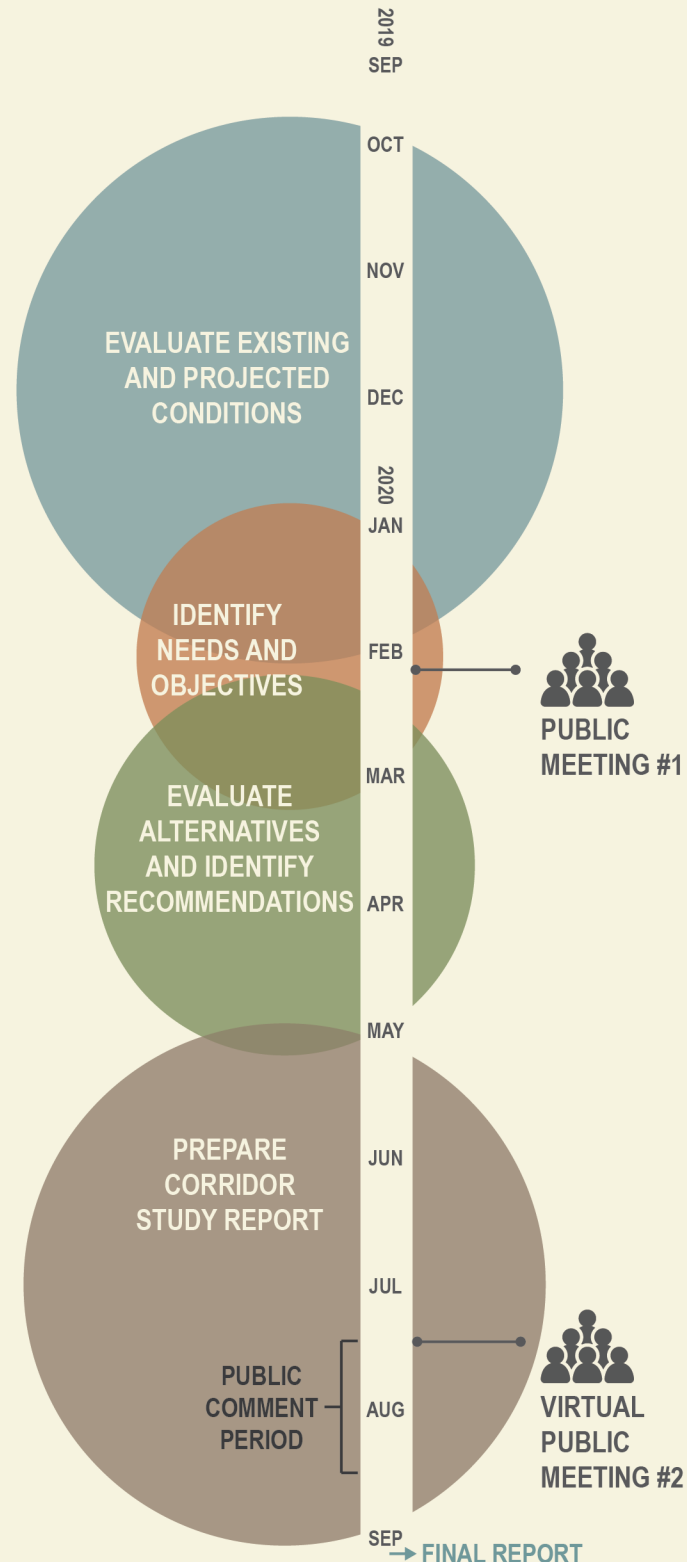 2019
SEP
OCT
NOV
EVALUATE EXISTING
AND PROJECTED
CONDITIONS
DEC
2020
JAN
IDENTIFY
NEEDS AND
OBJECTIVES
FEB
PUBLIC
MEETING #1
MAR
EVALUATE
ALTERNATIVES
AND IDENTIFY
RECOMMENDATIONS
APR
MAY
PREPARE
CORRIDOR
STUDY REPORT
JUN
JUL
PUBLIC
COMMENT
PERIOD
AUG
VIRTUAL
PUBLIC
MEETING #2
SEP
FINAL REPORT